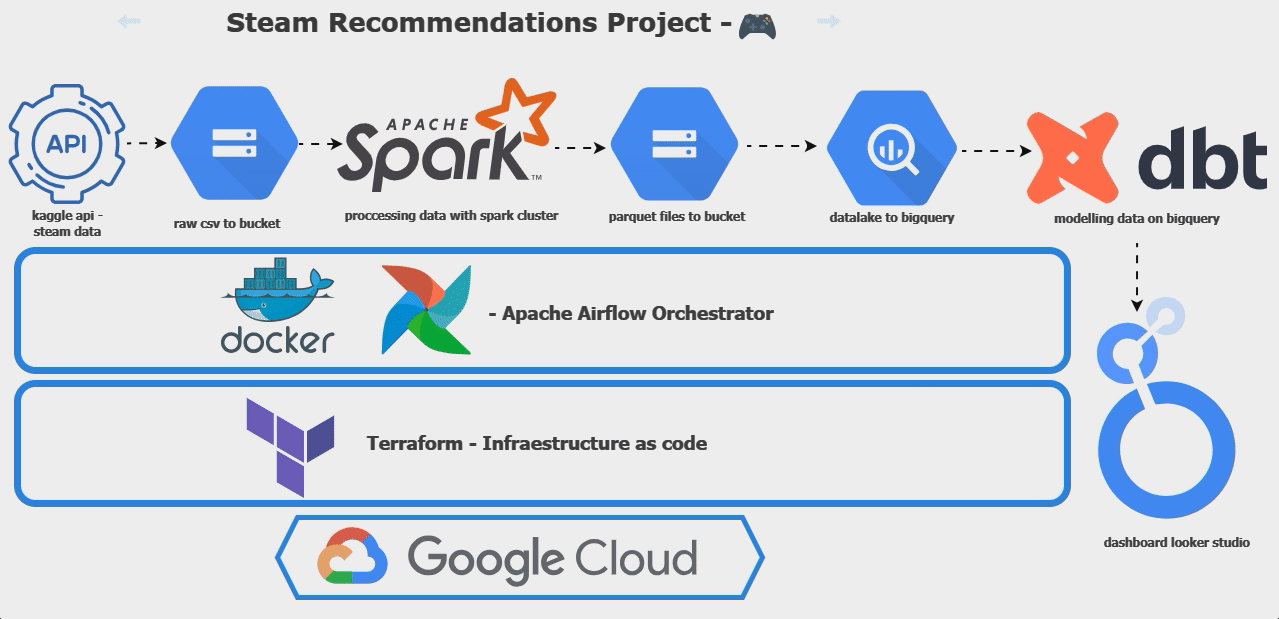 Steam Recommendations Project -
API
APACHE
Spark
TM
dbt
kaggle api -
steam data
raw csv to bucket
proccessing data with spark cluster
parquet files to bucket
datalake to bigquery
modelling data on bigquery
docker
- Apache Airflow Orchestrator
Terraform - Infraestructure as code
Google Cloud
dashboard looker studio